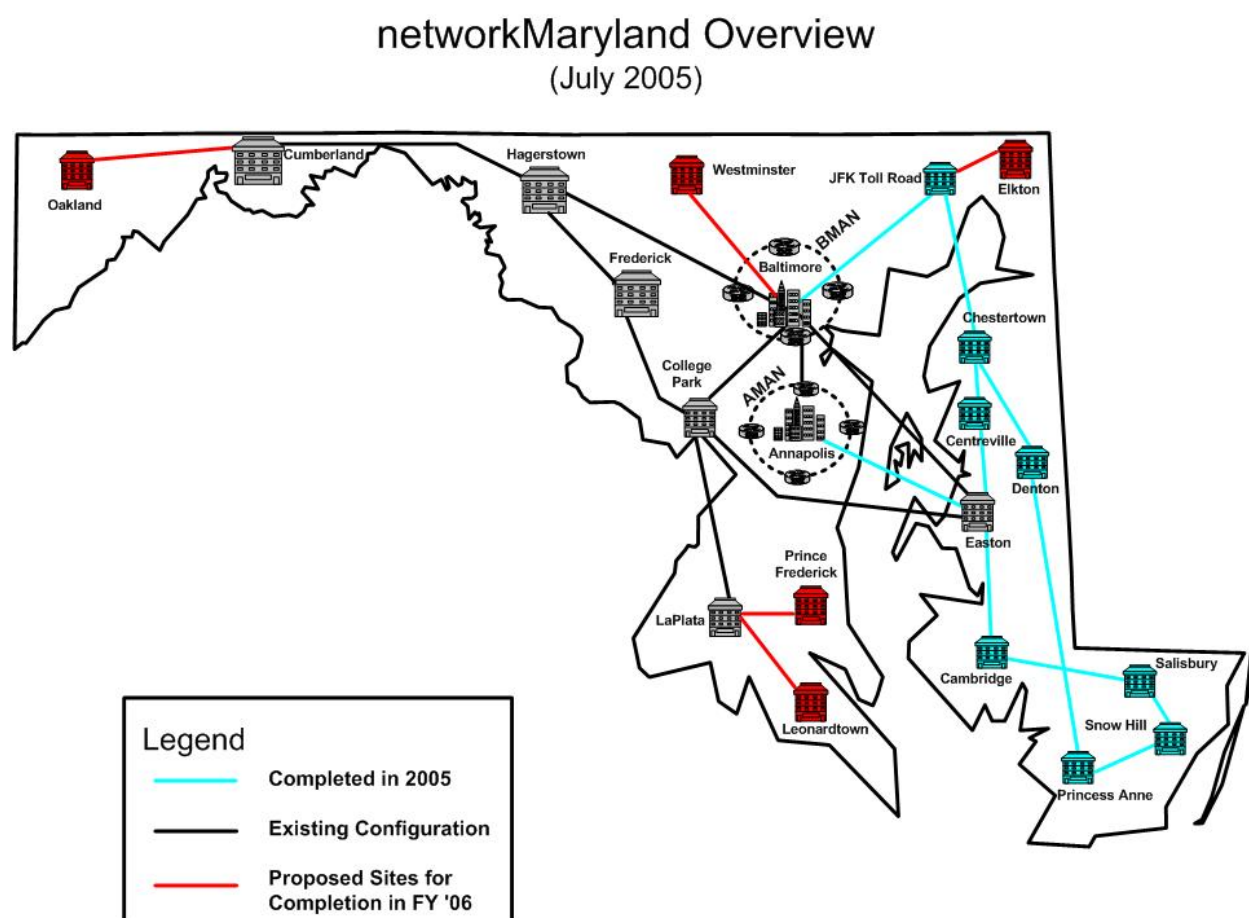 networkMaryland Overview
(July 2005)
Cumberland
Hagerstown
Westminster
JFK Toll Road
Elkton
Oakland
BMAN
Frederick
Baltimore
Chestertown
College
Park
AMAN
Centreville
Annapolis
Denton
Easton
Prince
Frederick
LaPlata
Cambridge
Salisbury
Leonardtown
Snow Hill
Princess Anne
Legend
Completed in 2005
Existing Configuration
Proposed Sites for
Completion in FY '06